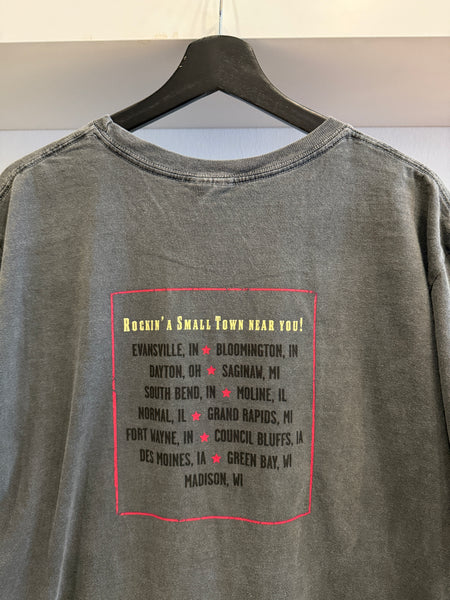 ROCKIN' A SMALL TOWN NEAR YOU!
EVANSVILLE, IN ★ BLOOMINGTON, IN
DAYTON, OH ★ SAGINAW, MI
SOUTH BEND, IN ★ MOLINE, IL
NORMAL, IL ★ GRAND RAPIDS, MI
FORT WAYNE, IN ★ COUNCIL BLUFFS, IA
DES MOINES, IA ★ GREEN BAY, WI
MADISON, WI